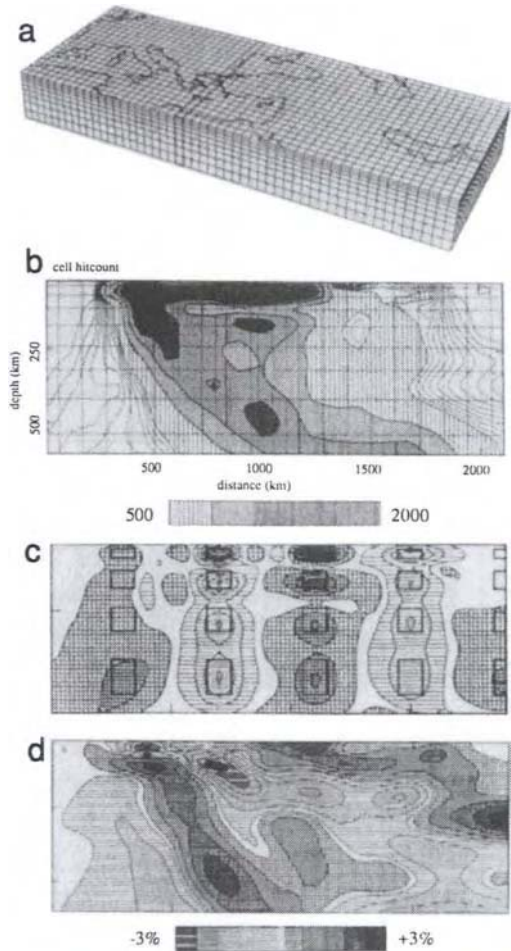 a
b
cell hitcount
depth (km)
250
500
500
1000
1500
2000
distance (km)
500
2000
c
d
-3%
+3%